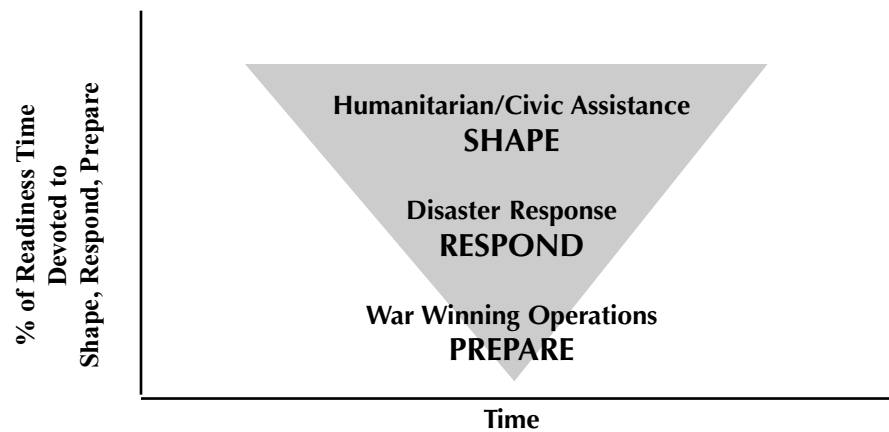 % of Readiness Time
Devoted to
Shape, Respond, Prepare
Humanitarian/Civic Assistance
SHAPE
Disaster Response
RESPOND
War Winning Operations
PREPARE
Time